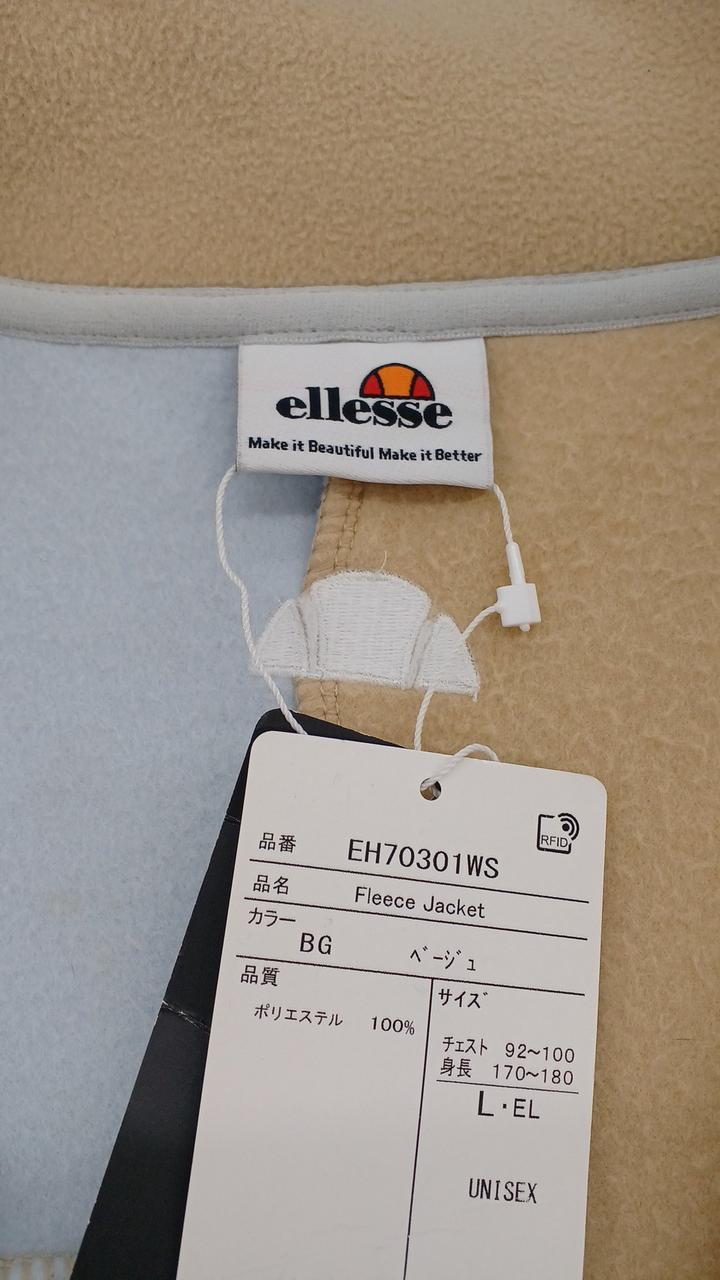 ellesse
Make it Beautiful Make it Better
RFID
品番 EH70301WS
品名 Fleece Jacket
カラー
BG ベージュ
品質
ポリエステル 100%
サイズ
チェスト 92~100
身長 170~180
L・EL
UNISEX